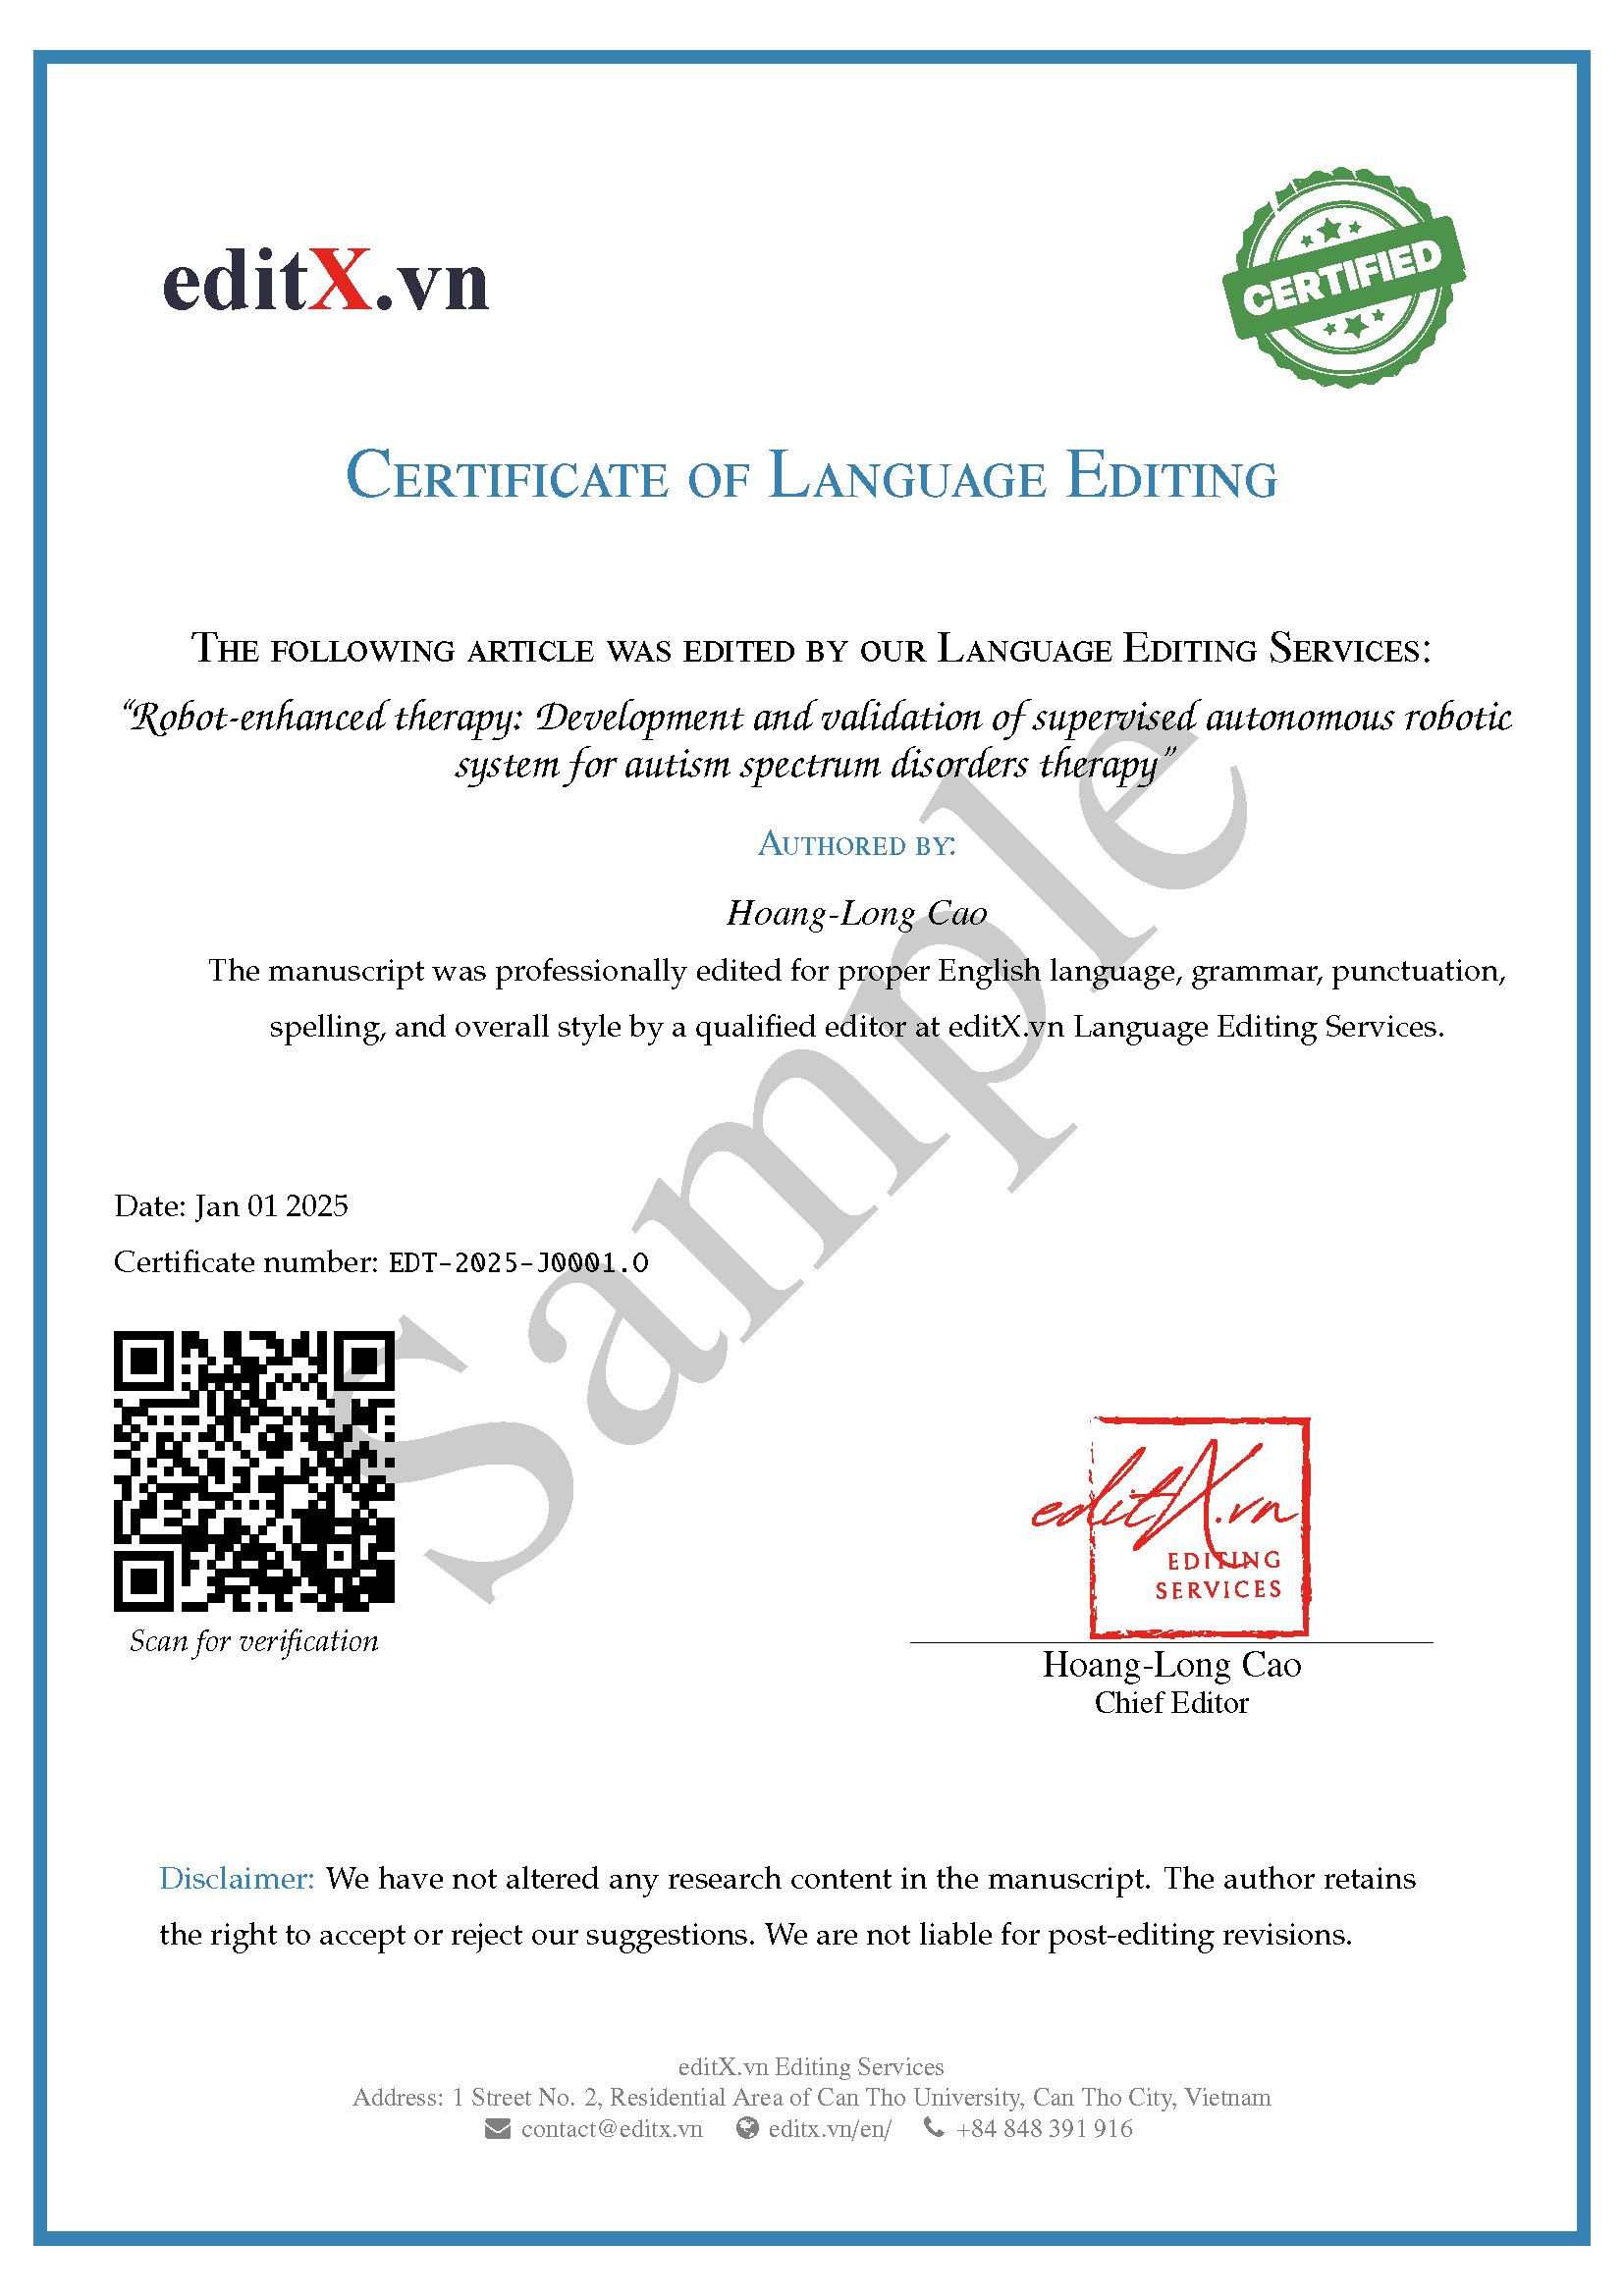 editX.vn
CERTIFIED
Certificate of Language Editing
The following article was edited by our Language Editing Services:
“Robot-enhanced therapy: Development and validation of supervised autonomous robotic
system for autism spectrum disorders therapy”
Authored by:
Hoang-Long Cao
The manuscript was professionally edited for proper English language, grammar, punctuation,
spelling, and overall style by a qualified editor at editX.vn Language Editing Services.
Sample
Date: Jan 01 2025
Certificate number: EDT-2025-J0001.O
Scan for verification
editX.vn
EDITING
SERVICES
Hoang-Long Cao
Chief Editor
Disclaimer: We have not altered any research content in the manuscript. The author retains
the right to accept or reject our suggestions. We are not liable for post-editing revisions.
editX.vn Editing Services
Address: 1 Street No. 2, Residential Area of Can Tho University, Can Tho City, Vietnam
contact@editx.vn editx.vn/en/ +84 848 391 916